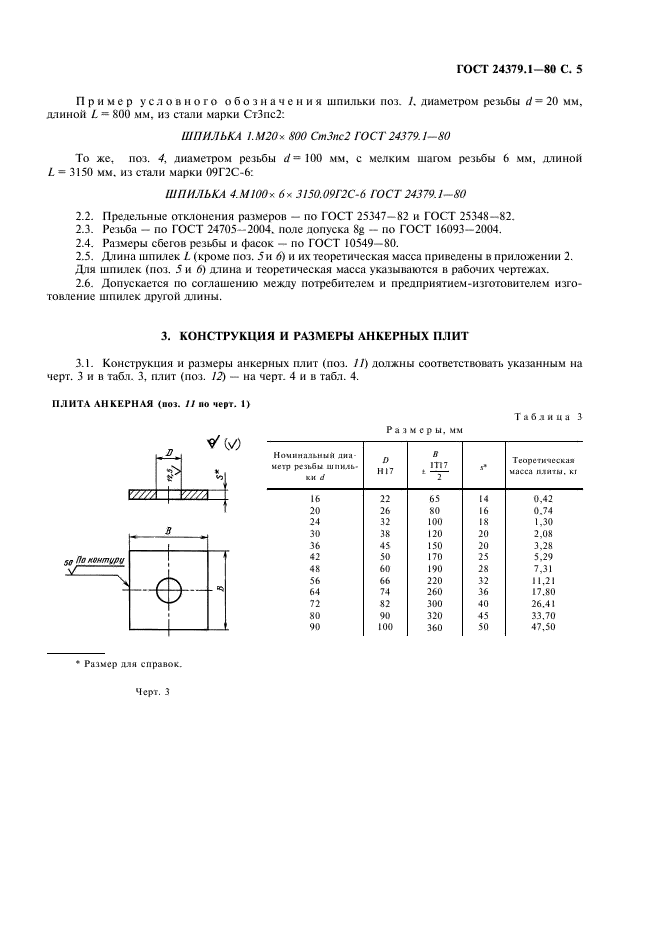 ГОСТ 24379.1—80 С. 5
Пример условного обозначения шпильки поз. 1, диаметром резьбы d = 20 мм,
длиной L = 800 мм, из стали марки Ст3пс2:
ШПИЛЬКА 1.М20× 800 Ст3пс2 ГОСТ 24379.1—80
То же, поз. 4, диаметром резьбы d = 100 мм, с мелким шагом резьбы 6 мм, длиной
L = 3150 мм, из стали марки 09Г2С-6:
ШПИЛЬКА 4.М100× 6× 3150.09Г2С-6 ГОСТ 24379.1—80
2.2. Предельные отклонения размеров — по ГОСТ 25347—82 и ГОСТ 25348—82.
2.3. Резьба — по ГОСТ 24705—2004, поле допуска 8g — по ГОСТ 16093—2004.
2.4. Размеры сбегов резьбы и фасок — по ГОСТ 10549—80.
2.5. Длина шпилек L (кроме поз. 5 и 6) и их теоретическая масса приведены в приложении 2.
Для шпилек (поз. 5 и 6) длина и теоретическая масса указываются в рабочих чертежах.
2.6. Допускается по соглашению между потребителем и предприятием-изготовителем изго-
товление шпилек другой длины.
3. КОНСТРУКЦИЯ И РАЗМЕРЫ АНКЕРНЫХ ПЛИТ
3.1. Конструкция и размеры анкерных плит (поз. 11) должны соответствовать указанным на
черт. 3 и в табл. 3, плит (поз. 12) — на черт. 4 и в табл. 4.
ПЛИТА АНКЕРНАЯ (поз. 11 по черт. 1)
D
12,5
S*
B
50 По контуру
B
* Размер для справок.
Черт. 3
Таблица 3
Размеры, мм
Номинальный диа-
метр резьбы шпиль-
ки d
D
H17
B
± IT17
2
s*
Теоретическая
масса плиты, кг
16 22 65 14 0,42
20 26 80 16 0,74
24 32 100 18 1,30
30 38 120 20 2,08
36 45 150 20 3,28
42 50 170 25 5,29
48 60 190 28 7,31
56 66 220 32 11,21
64 74 260 36 17,80
72 82 300 40 26,41
80 90 320 45 33,70
90 100 360 50 47,50